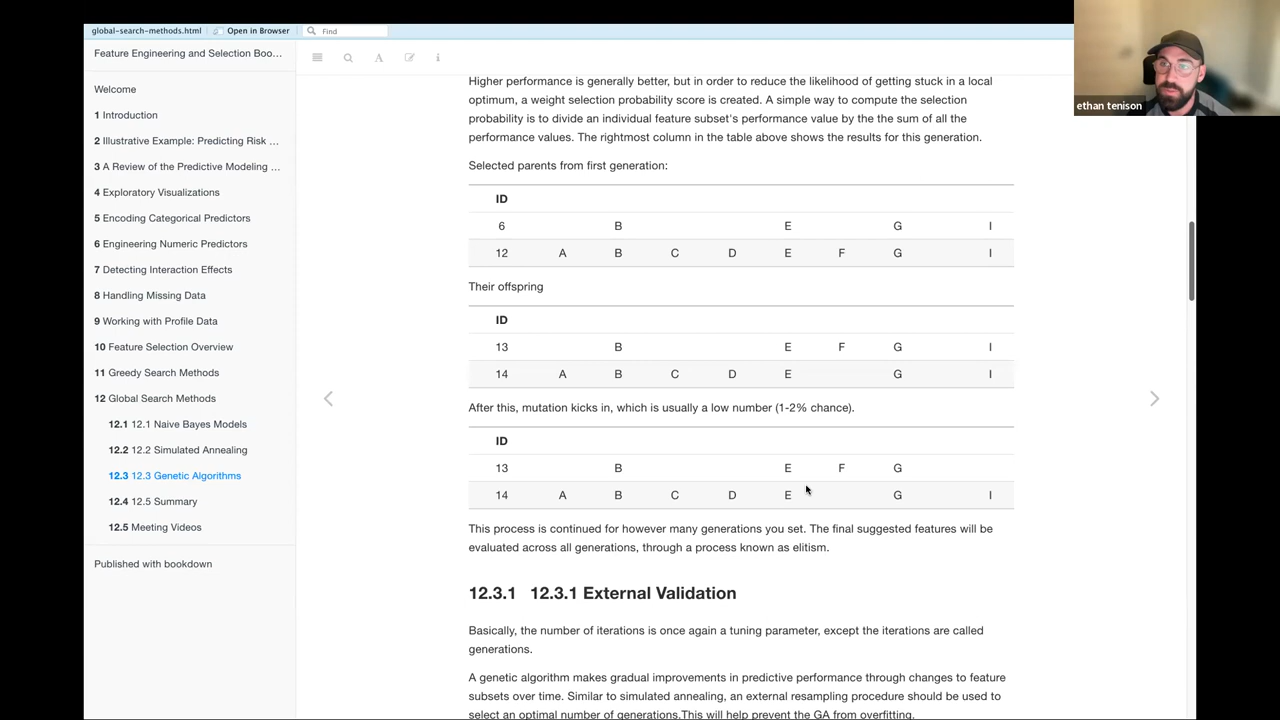 global-search-methods.html Open in Browser Find
Feature Engineering and Selection Boo...
Welcome
1 Introduction
2 Illustrative Example: Predicting Risk ...
3 A Review of the Predictive Modeling ...
4 Exploratory Visualizations
5 Encoding Categorical Predictors
6 Engineering Numeric Predictors
7 Detecting Interaction Effects
8 Handling Missing Data
9 Working with Profile Data
10 Feature Selection Overview
11 Greedy Search Methods
12 Global Search Methods
12.1 12.1 Naive Bayes Models
12.2 12.2 Simulated Annealing
12.3 12.3 Genetic Algorithms
12.4 12.5 Summary
12.5 Meeting Videos
Published with bookdown
A i
Higher performance is generally better, but in order to reduce the likelihood of getting stuck in a local
optimum, a weight selection probability score is created. A simple way to compute the selection
probability is to divide an individual feature subset's performance value by the the sum of all the
performance values. The rightmost column in the table above shows the results for this generation.
Selected parents from first generation:
ID
6 B E G I
12 A B C D E F G I
Their offspring
ID
13 B E F G I
14 A B C D E G I
After this, mutation kicks in, which is usually a low number (1-2% chance).
ID
13 B E F G
14 A B C D E G I
This process is continued for however many generations you set. The final suggested features will be
evaluated across all generations, through a process known as elitism.
12.3.1 12.3.1 External Validation
Basically, the number of iterations is once again a tuning parameter, except the iterations are called
generations.
A genetic algorithm makes gradual improvements in predictive performance through changes to feature
subsets over time. Similar to simulated annealing, an external resampling procedure should be used to
select an optimal number of generations.This will help prevent the GA from overfitting.
ethan tenison